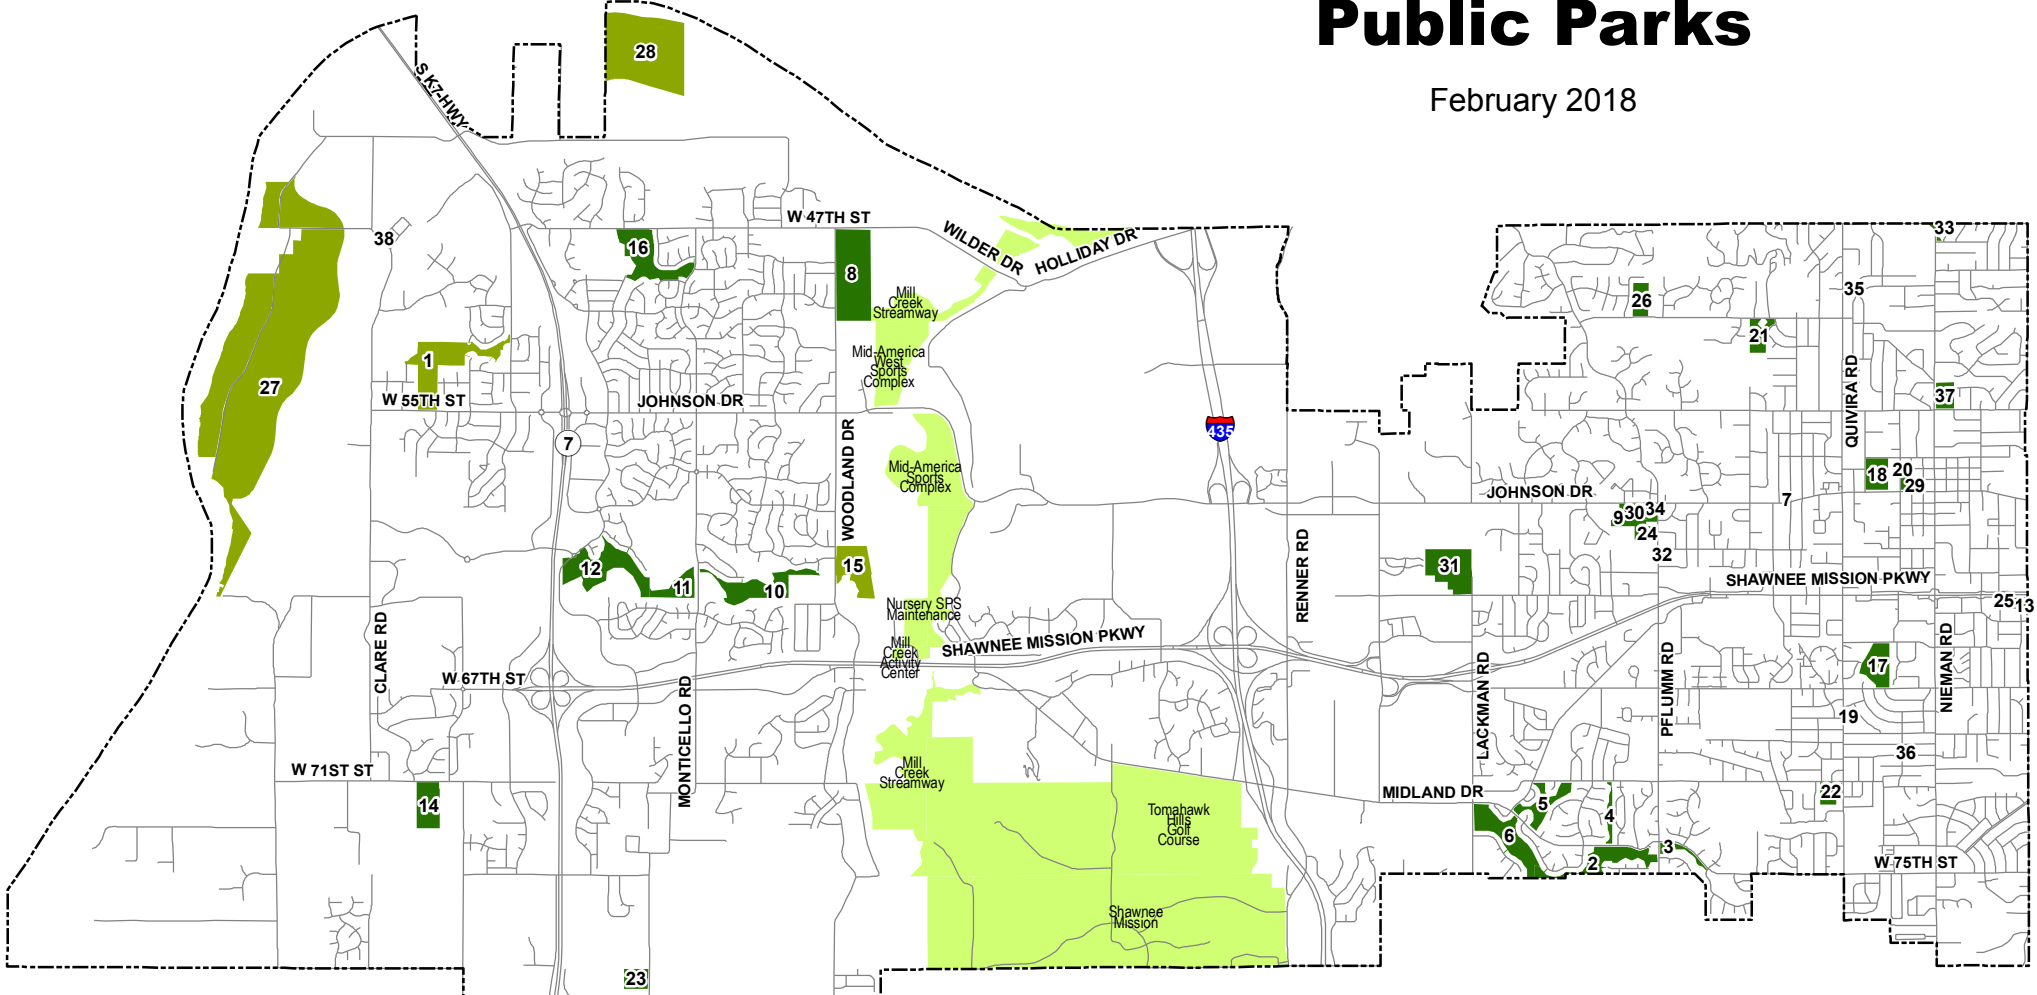 Public Parks
February 2018
28
S K7-HWY
W 47TH ST
WILDER DR
HOLLIDAY DR
33
38
16
8
27
Mill
Creek
Streamway
26
35
21
1
Mid-America
West
Sports
Complex
W 55TH ST
JOHNSON DR
QUIVIRA RD
37
7
WOODLAND DR
435
Mid-America
Sports
Complex
18
20
29
JOHNSON DR
7
9
30
34
24
32
12
11
10
15
RENNER RD
31
SHAWNEE MISSION PKWY
25
13
Nursery SPS
Maintenance
CLARE RD
Mill
Creek
Activity
Center
SHAWNEE MISSION PKWY
W 67TH ST
MONTICELLO RD
LACKMAN RD
PFLUMM RD
17
NIEMAN RD
19
36
W 71ST ST
Mill
Creek
Streamway
MIDLAND DR
14
Tomahawk
Hills
Golf
Course
5
4
22
6
3
2
W 75TH ST
Shawnee
Mission
23